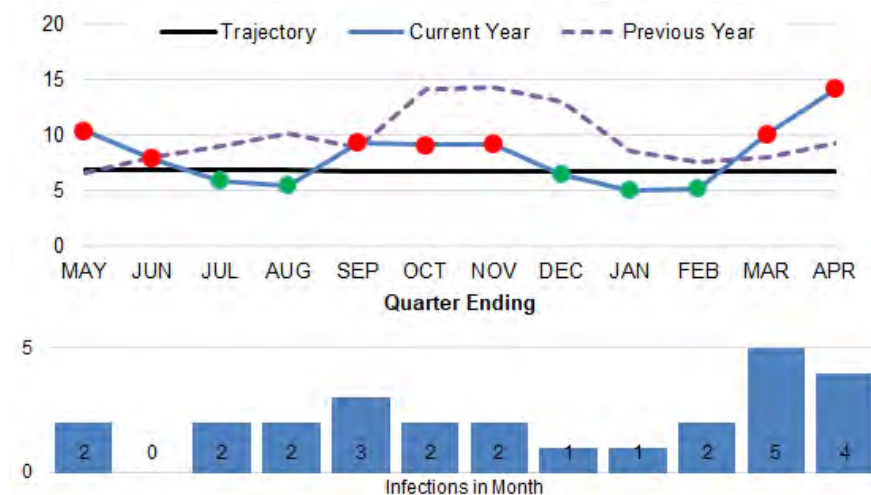 20
Trajectory Current Year Previous Year
15
10
5
0
MAY JUN JUL AUG SEP OCT NOV DEC JAN FEB MAR APR
Quarter Ending
5
2 0 2 2 3 2 2 1 1 2 5 4
0
Infections in Month